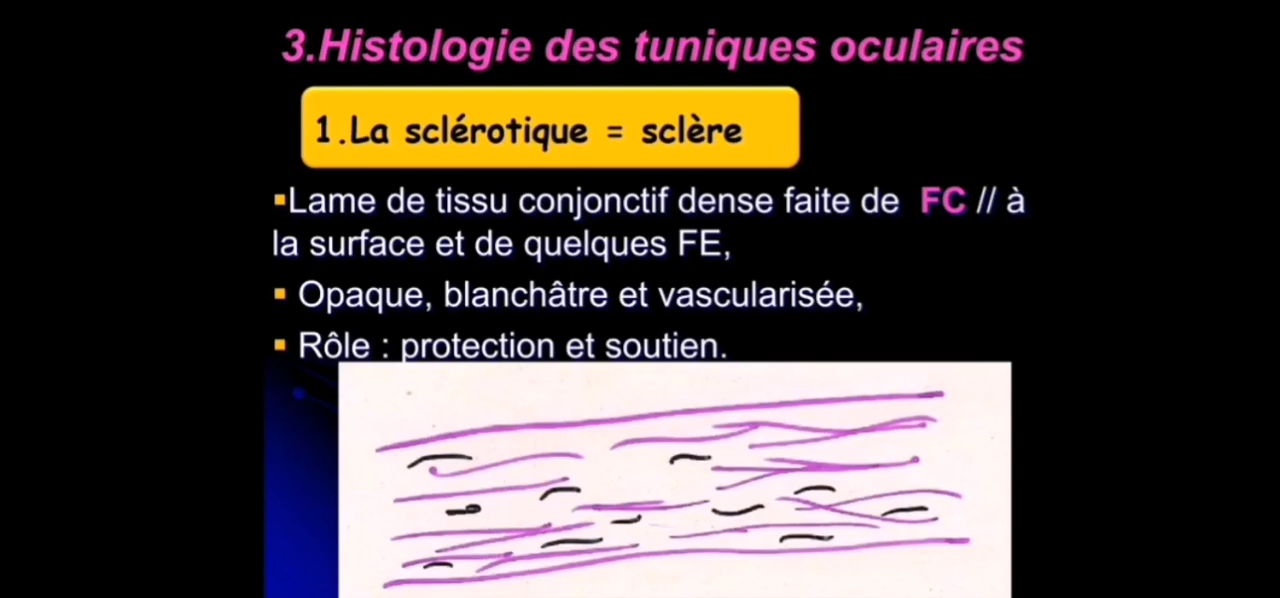 3.Histologie des tuniques oculaires
1.La sclérotique = sclère
▪Lame de tissu conjonctif dense faite de FC // à
la surface et de quelques FE,
▪ Opaque, blanchâtre et vascularisée,
▪ Rôle : protection et soutien.